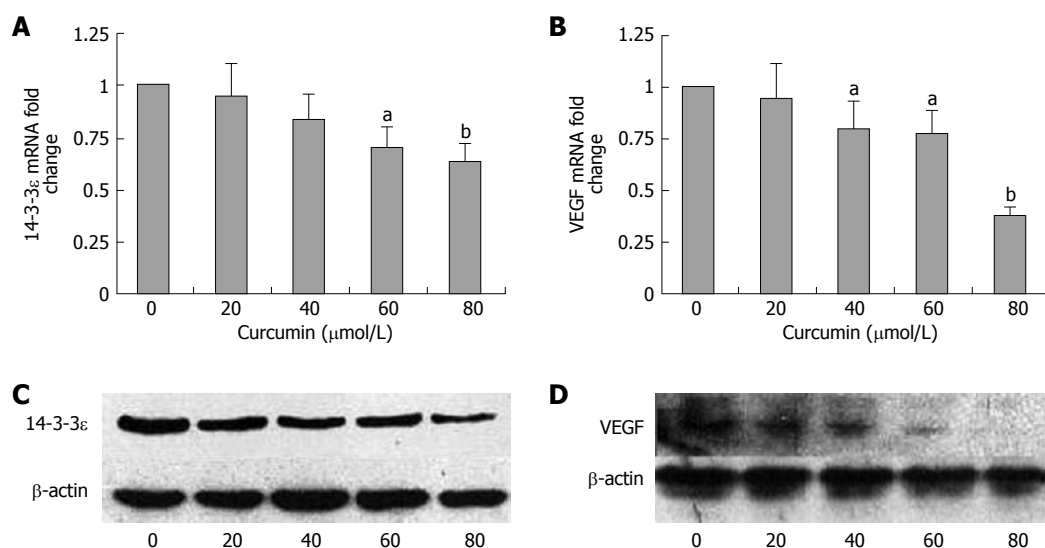 A
14-3-3ε mRNA fold
change
1.25
1
0.75
0.5
0.25
0
a
b
0 20 40 60 80
Curcumin (μmol/L)
B
VEGF mRNA fold
change
1.25
1
0.75
0.5
0.25
0
a
a
b
0 20 40 60 80
Curcumin (μmol/L)
C
14-3-3ε
β-actin
0 20 40 60 80
D
VEGF
β-actin
0 20 40 60 80